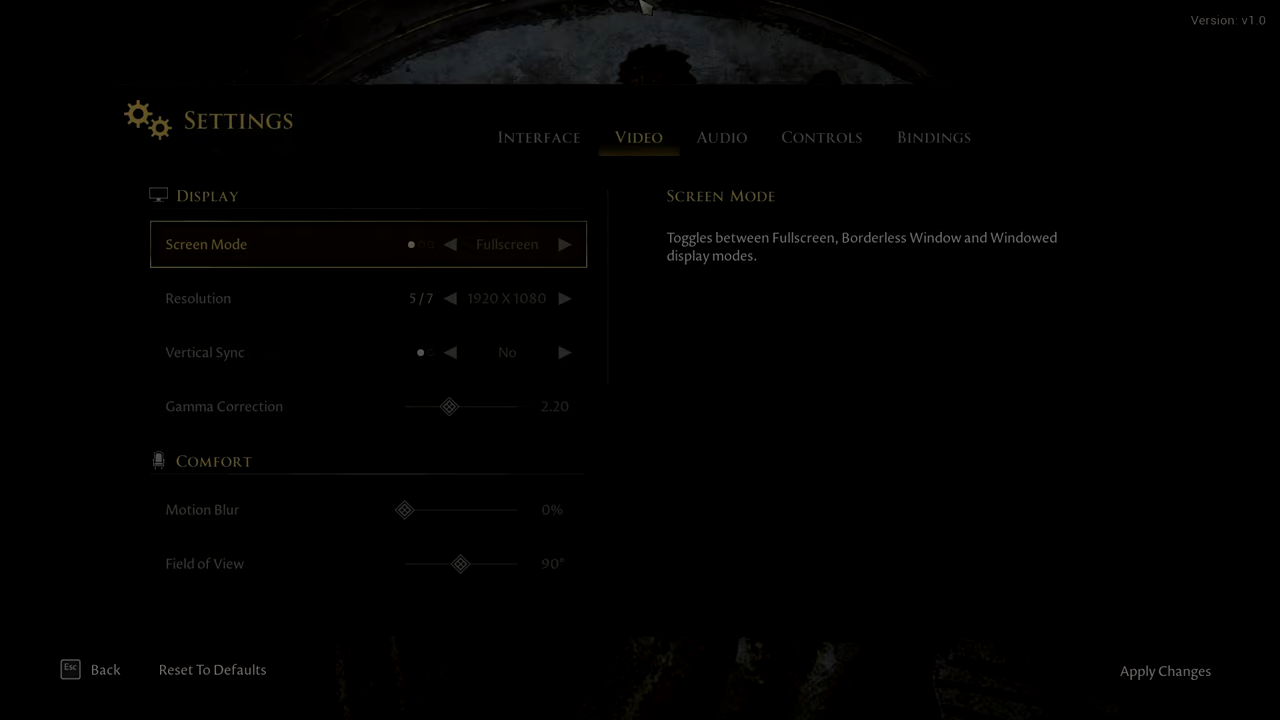 Version: v1.0
Settings
Interface Video Audio Controls Bindings
Display
Screen Mode Fullscreen
Resolution 5 / 7 1920 X 1080
Vertical Sync No
Gamma Correction 2.20
Comfort
Motion Blur 0%
Field of View 90°
Screen Mode
Toggles between Fullscreen, Borderless Window and Windowed
display modes.
Esc Back Reset To Defaults Apply Changes